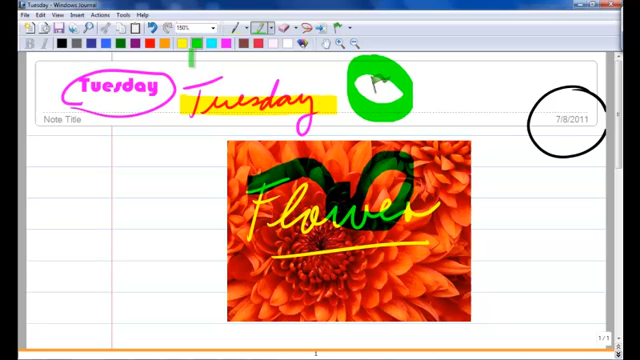 Tuesday - Windows Journal
File Edit View Insert Actions Tools Help
150%
B I
Tuesday Tuesday
Note Title 7/8/2011
Flower
1 / 1
1